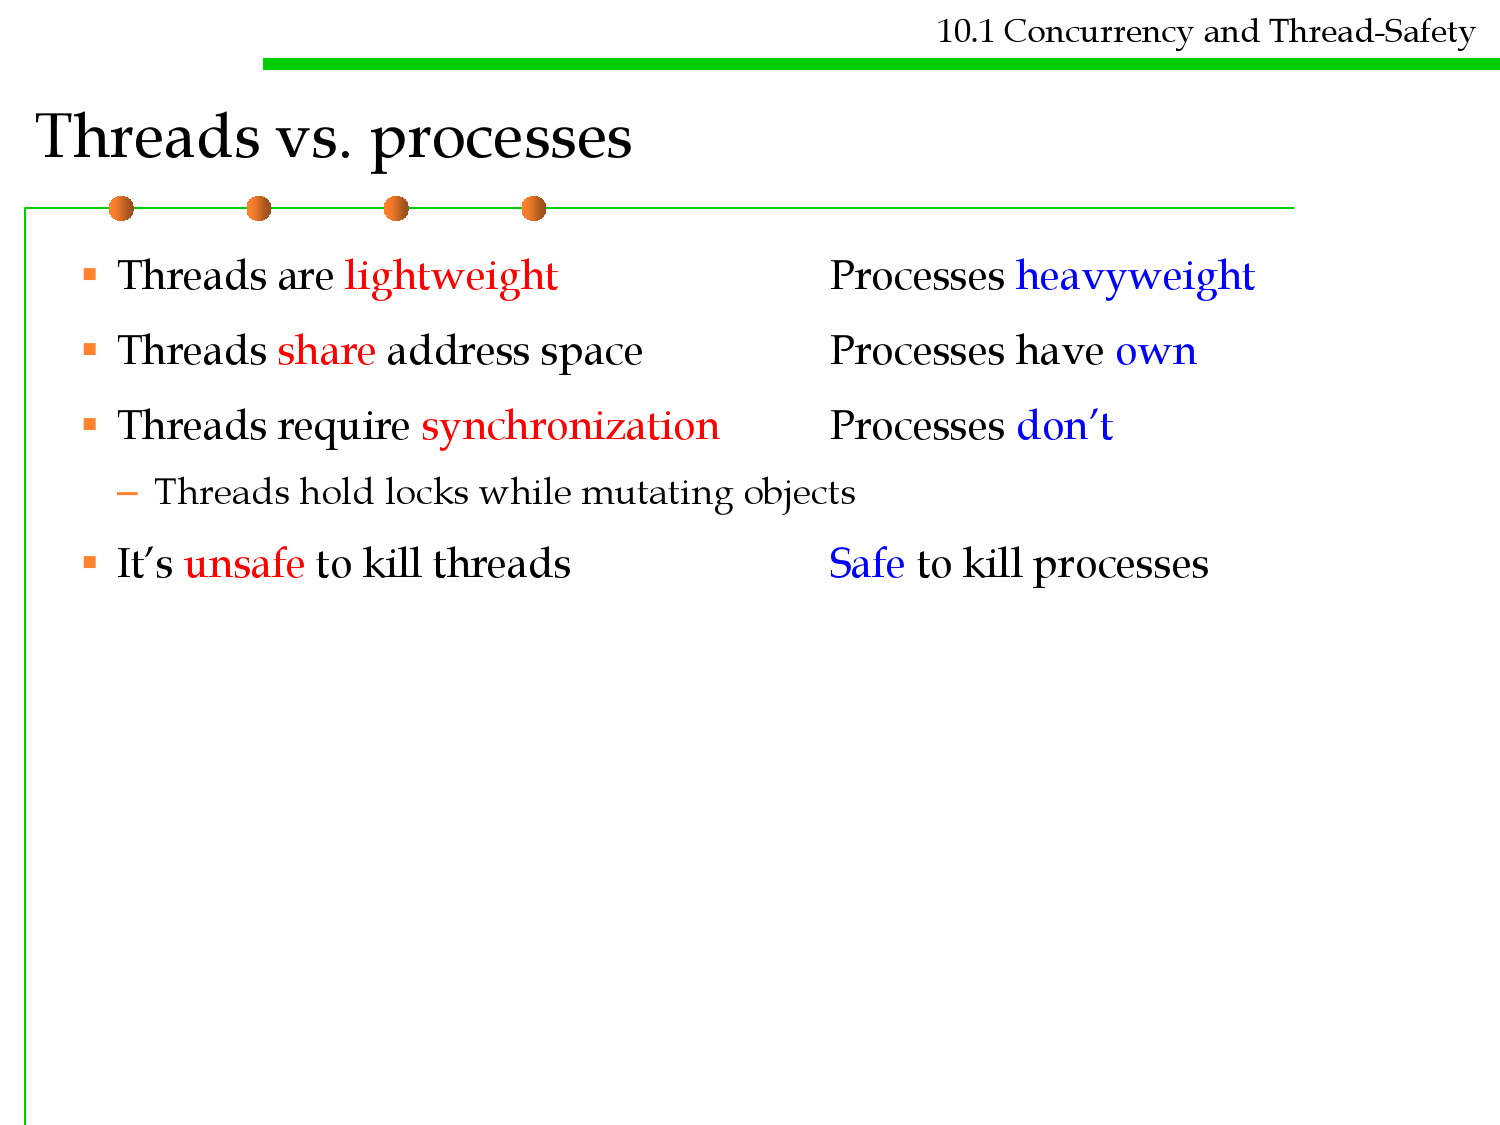 10.1 Concurrency and Thread-Safety
Threads vs. processes
▪ Threads are lightweight Processes heavyweight
▪ Threads share address space Processes have own
▪ Threads require synchronization Processes don’t
– Threads hold locks while mutating objects
▪ It’s unsafe to kill threads Safe to kill processes